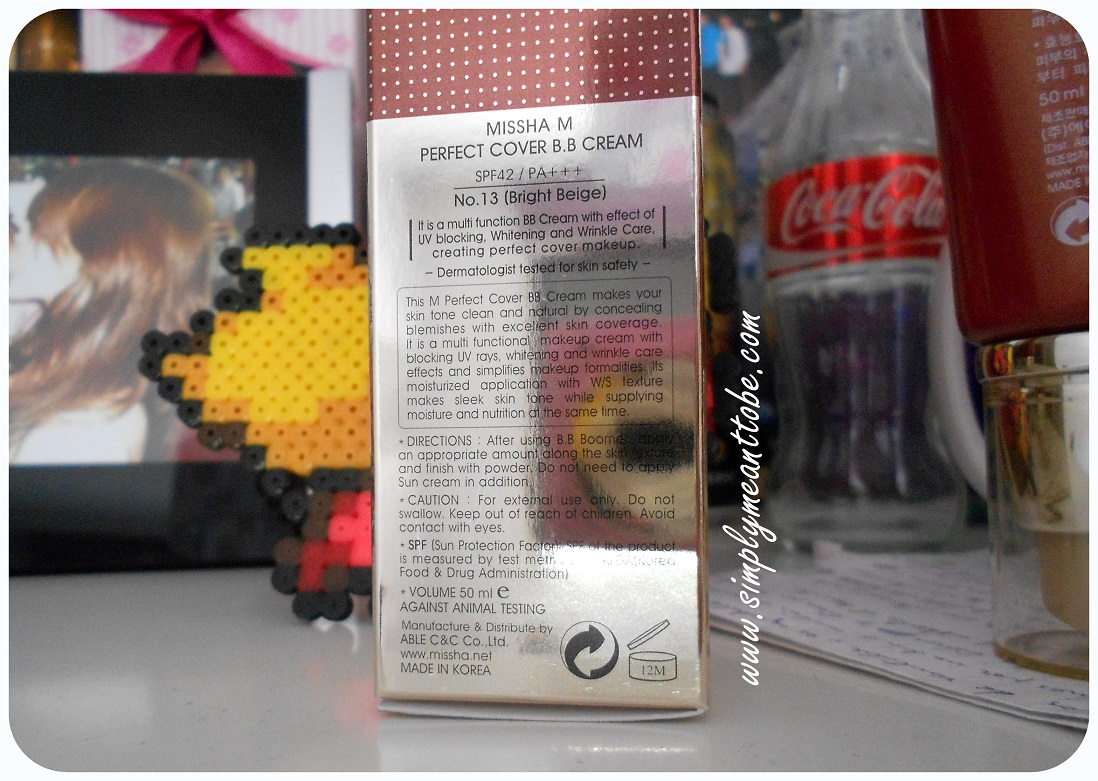 MISSHA M
PERFECT COVER B.B CREAM
SPF42 / PA+++
No.13 (Bright Beige)
It is a multi function BB Cream with effect of
UV blocking, Whitening and Wrinkle Care,
creating perfect cover makeup.
– Dermatologist tested for skin safety –
This M Perfect Cover BB Cream makes your
skin tone clean and natural by concealing
blemishes with excellent skin coverage.
It is a multi functional makeup cream with
blocking UV rays, whitening and wrinkle care
effects and simplifies makeup formalities. Its
moisturized application with W/S texture
makes sleek skin tone while supplying
moisture and nutrition at the same time.
* DIRECTIONS : After using B.B Boomer, apply
an appropriate amount along the skin texture
and finish with powder. Do not need to apply
Sun cream in addition.
* CAUTION : For external use only. Do not
swallow. Keep out of reach of children. Avoid
contact with eyes.
* SPF (Sun Protection Factor): SPF of the product
is measured by test
Food & Drug Administration)
* VOLUME 50 ml e
AGAINST ANIMAL TESTING
Manufacture & Distribute by
ABLE C&C Co.,Ltd.
www.missha.net
MADE IN KOREA
12M
Coca-Cola
50 ml
www.simplymeanttobe.com